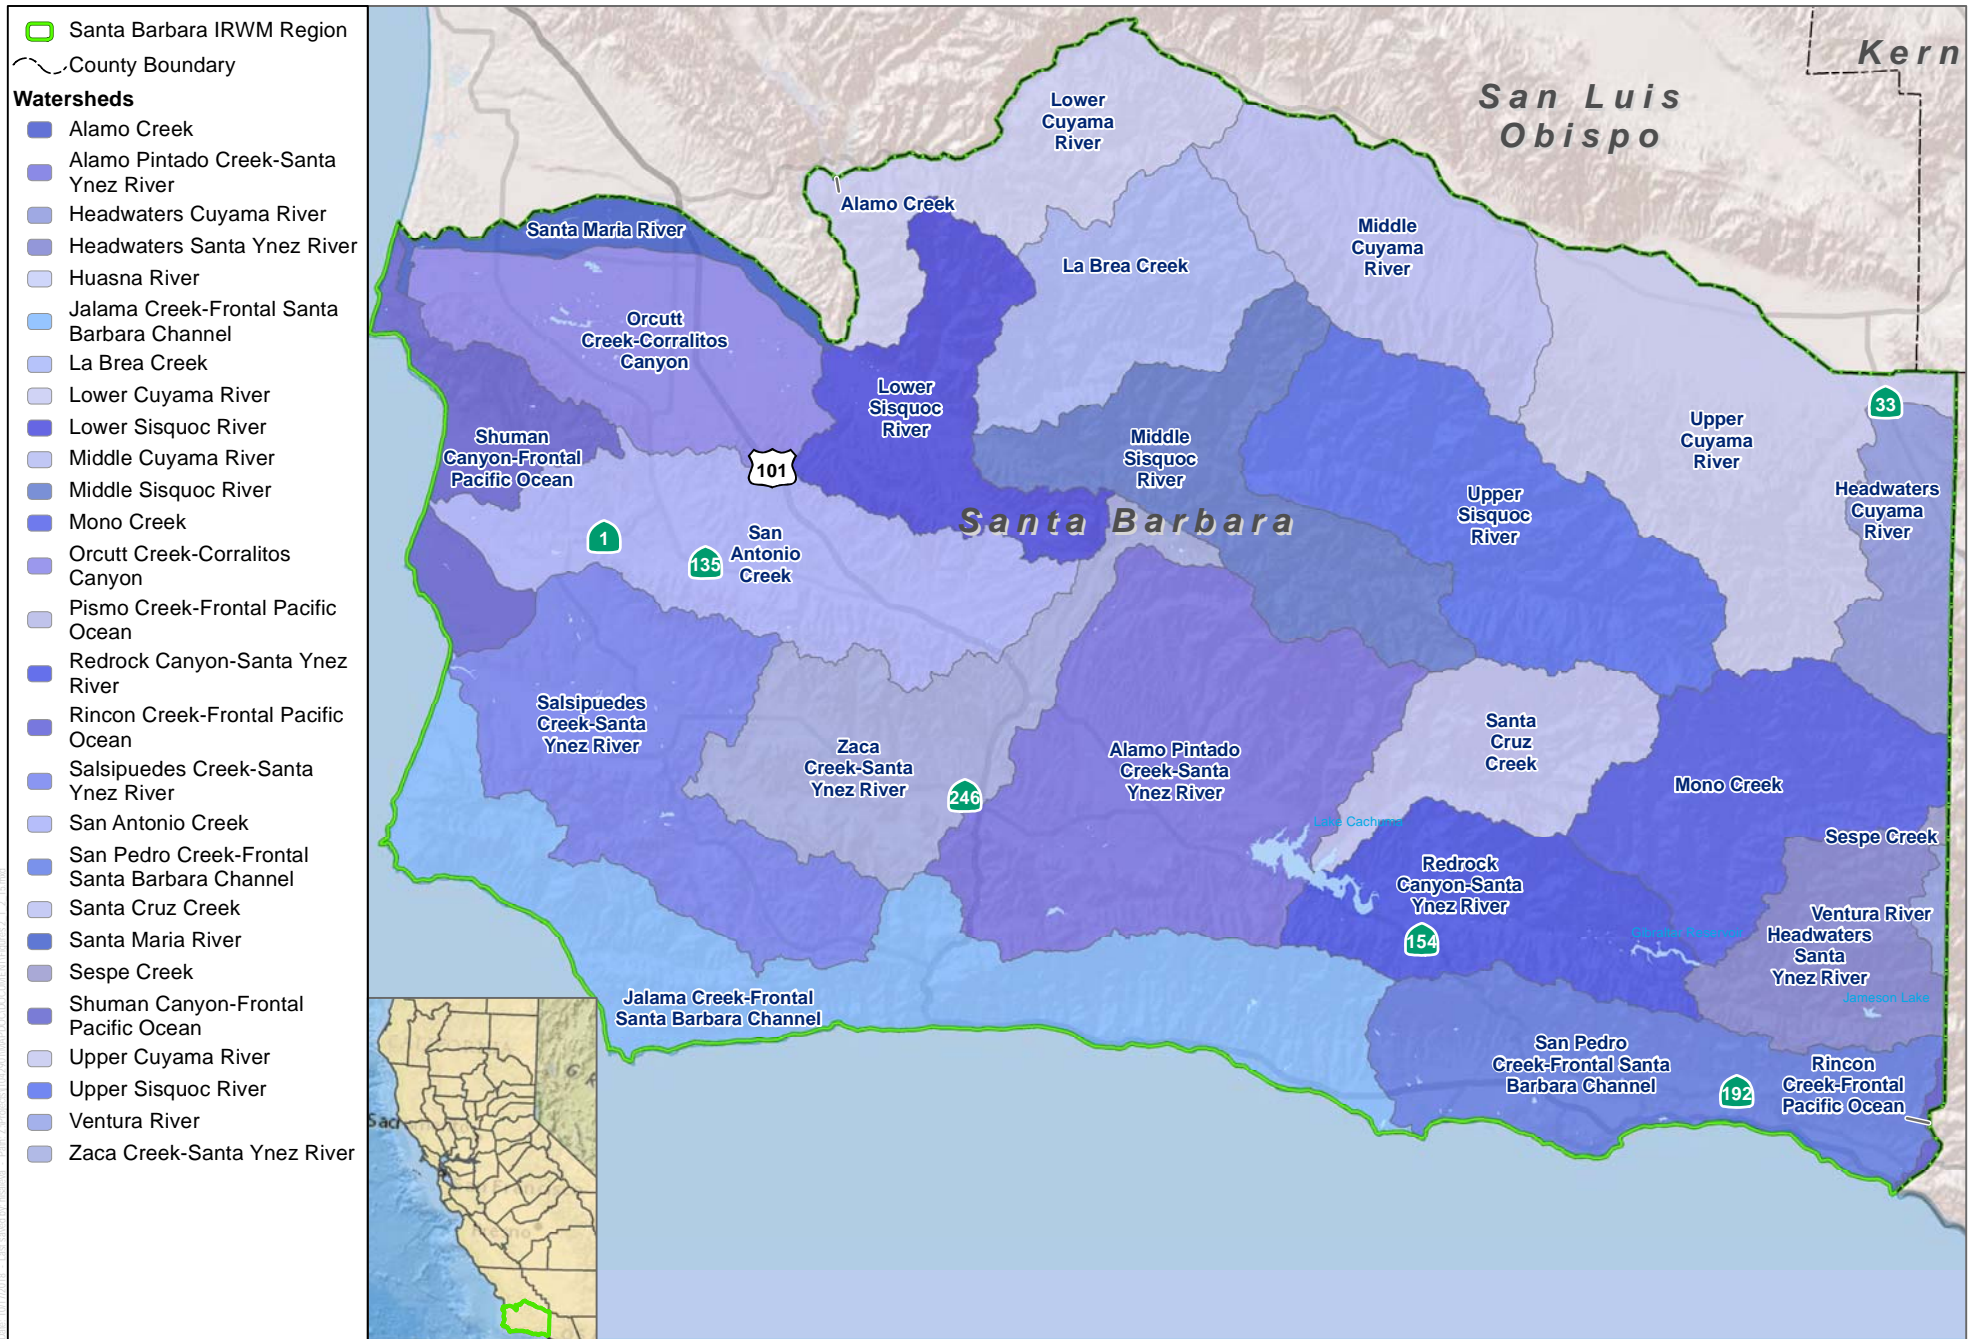 Santa Barbara IRWM Region
County Boundary
Watersheds
Alamo Creek
Alamo Pintado Creek-Santa
Ynez River
Headwaters Cuyama River
Headwaters Santa Ynez River
Huasna River
Jalama Creek-Frontal Santa
Barbara Channel
La Brea Creek
Lower Cuyama River
Lower Sisquoc River
Middle Cuyama River
Middle Sisquoc River
Mono Creek
Orcutt Creek-Corralitos
Canyon
Pismo Creek-Frontal Pacific
Ocean
Redrock Canyon-Santa Ynez
River
Rincon Creek-Frontal Pacific
Ocean
Salsipuedes Creek-Santa
Ynez River
San Antonio Creek
San Pedro Creek-Frontal
Santa Barbara Channel
Santa Cruz Creek
Santa Maria River
Sespe Creek
Shuman Canyon-Frontal
Pacific Ocean
Upper Cuyama River
Upper Sisquoc River
Ventura River
Zaca Creek-Santa Ynez River
Kern
San Luis
Obispo
Lower
Cuyama
River
Alamo Creek
Santa Maria River
Middle
Cuyama
River
La Brea Creek
Orcutt
Creek-Corralitos
Canyon
Lower
Sisquoc
River
33
Upper
Cuyama
River
Shuman
Canyon-Frontal
Pacific Ocean
101
Middle
Sisquoc
River
Headwaters
Cuyama
River
Upper
Sisquoc
River
Santa Barbara
1
135
San
Antonio
Creek
Salsipuedes
Creek-Santa
Ynez River
Zaca
Creek-Santa
Ynez River
246
Alamo Pintado
Creek-Santa
Ynez River
Santa
Cruz
Creek
Mono Creek
Lake Cachuma
Sespe Creek
Redrock
Canyon-Santa
Ynez River
154
Ventura River
Headwaters
Santa
Ynez River
Gibraltar Reservoir
Jameson Lake
Jalama Creek-Frontal
Santa Barbara Channel
San Pedro
Creek-Frontal Santa
Barbara Channel
192
Rincon
Creek-Frontal
Pacific Ocean